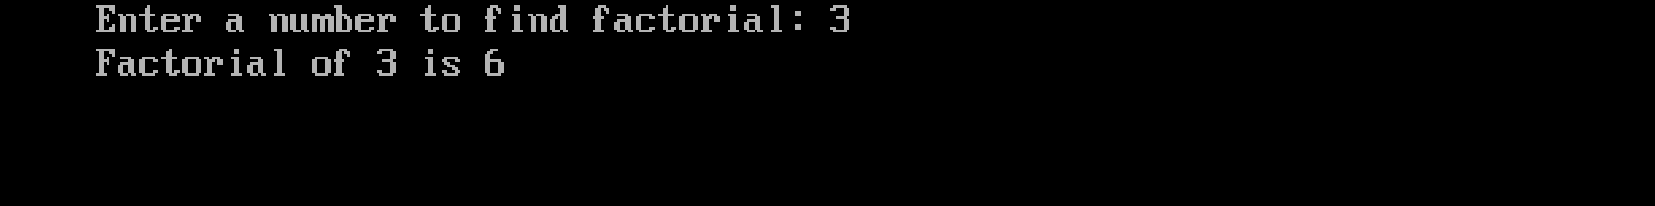 Enter a number to find factorial: 3
Factorial of 3 is 6